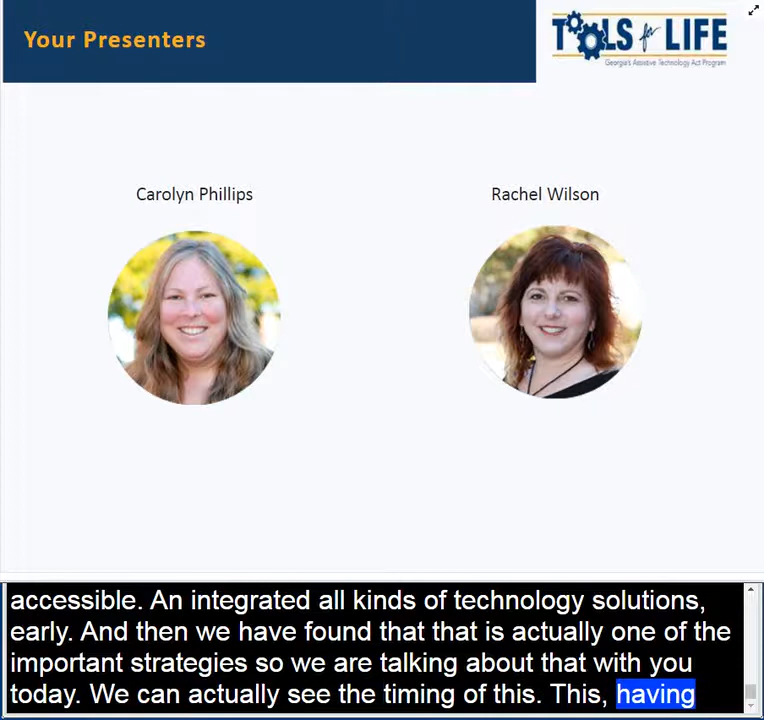 Your Presenters
TOOLS for LIFE
Georgia's Assistive Technology Act Program
Carolyn Phillips
Rachel Wilson
accessible. An integrated all kinds of technology solutions,
early. And then we have found that that is actually one of the
important strategies so we are talking about that with you
today. We can actually see the timing of this. This, having